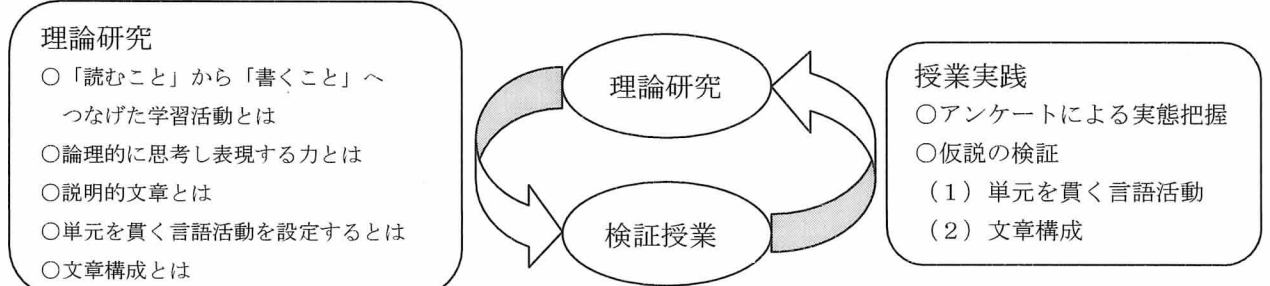 理論研究
○「読むこと」から「書くこと」へ
つなげた学習活動とは
○論理的に思考し表現する力とは
○説明的文章とは
○単元を貫く言語活動を設定するとは
○文章構成とは
理論研究
検証授業
授業実践
○アンケートによる実態把握
○仮説の検証
（1）単元を貫く言語活動
（2）文章構成